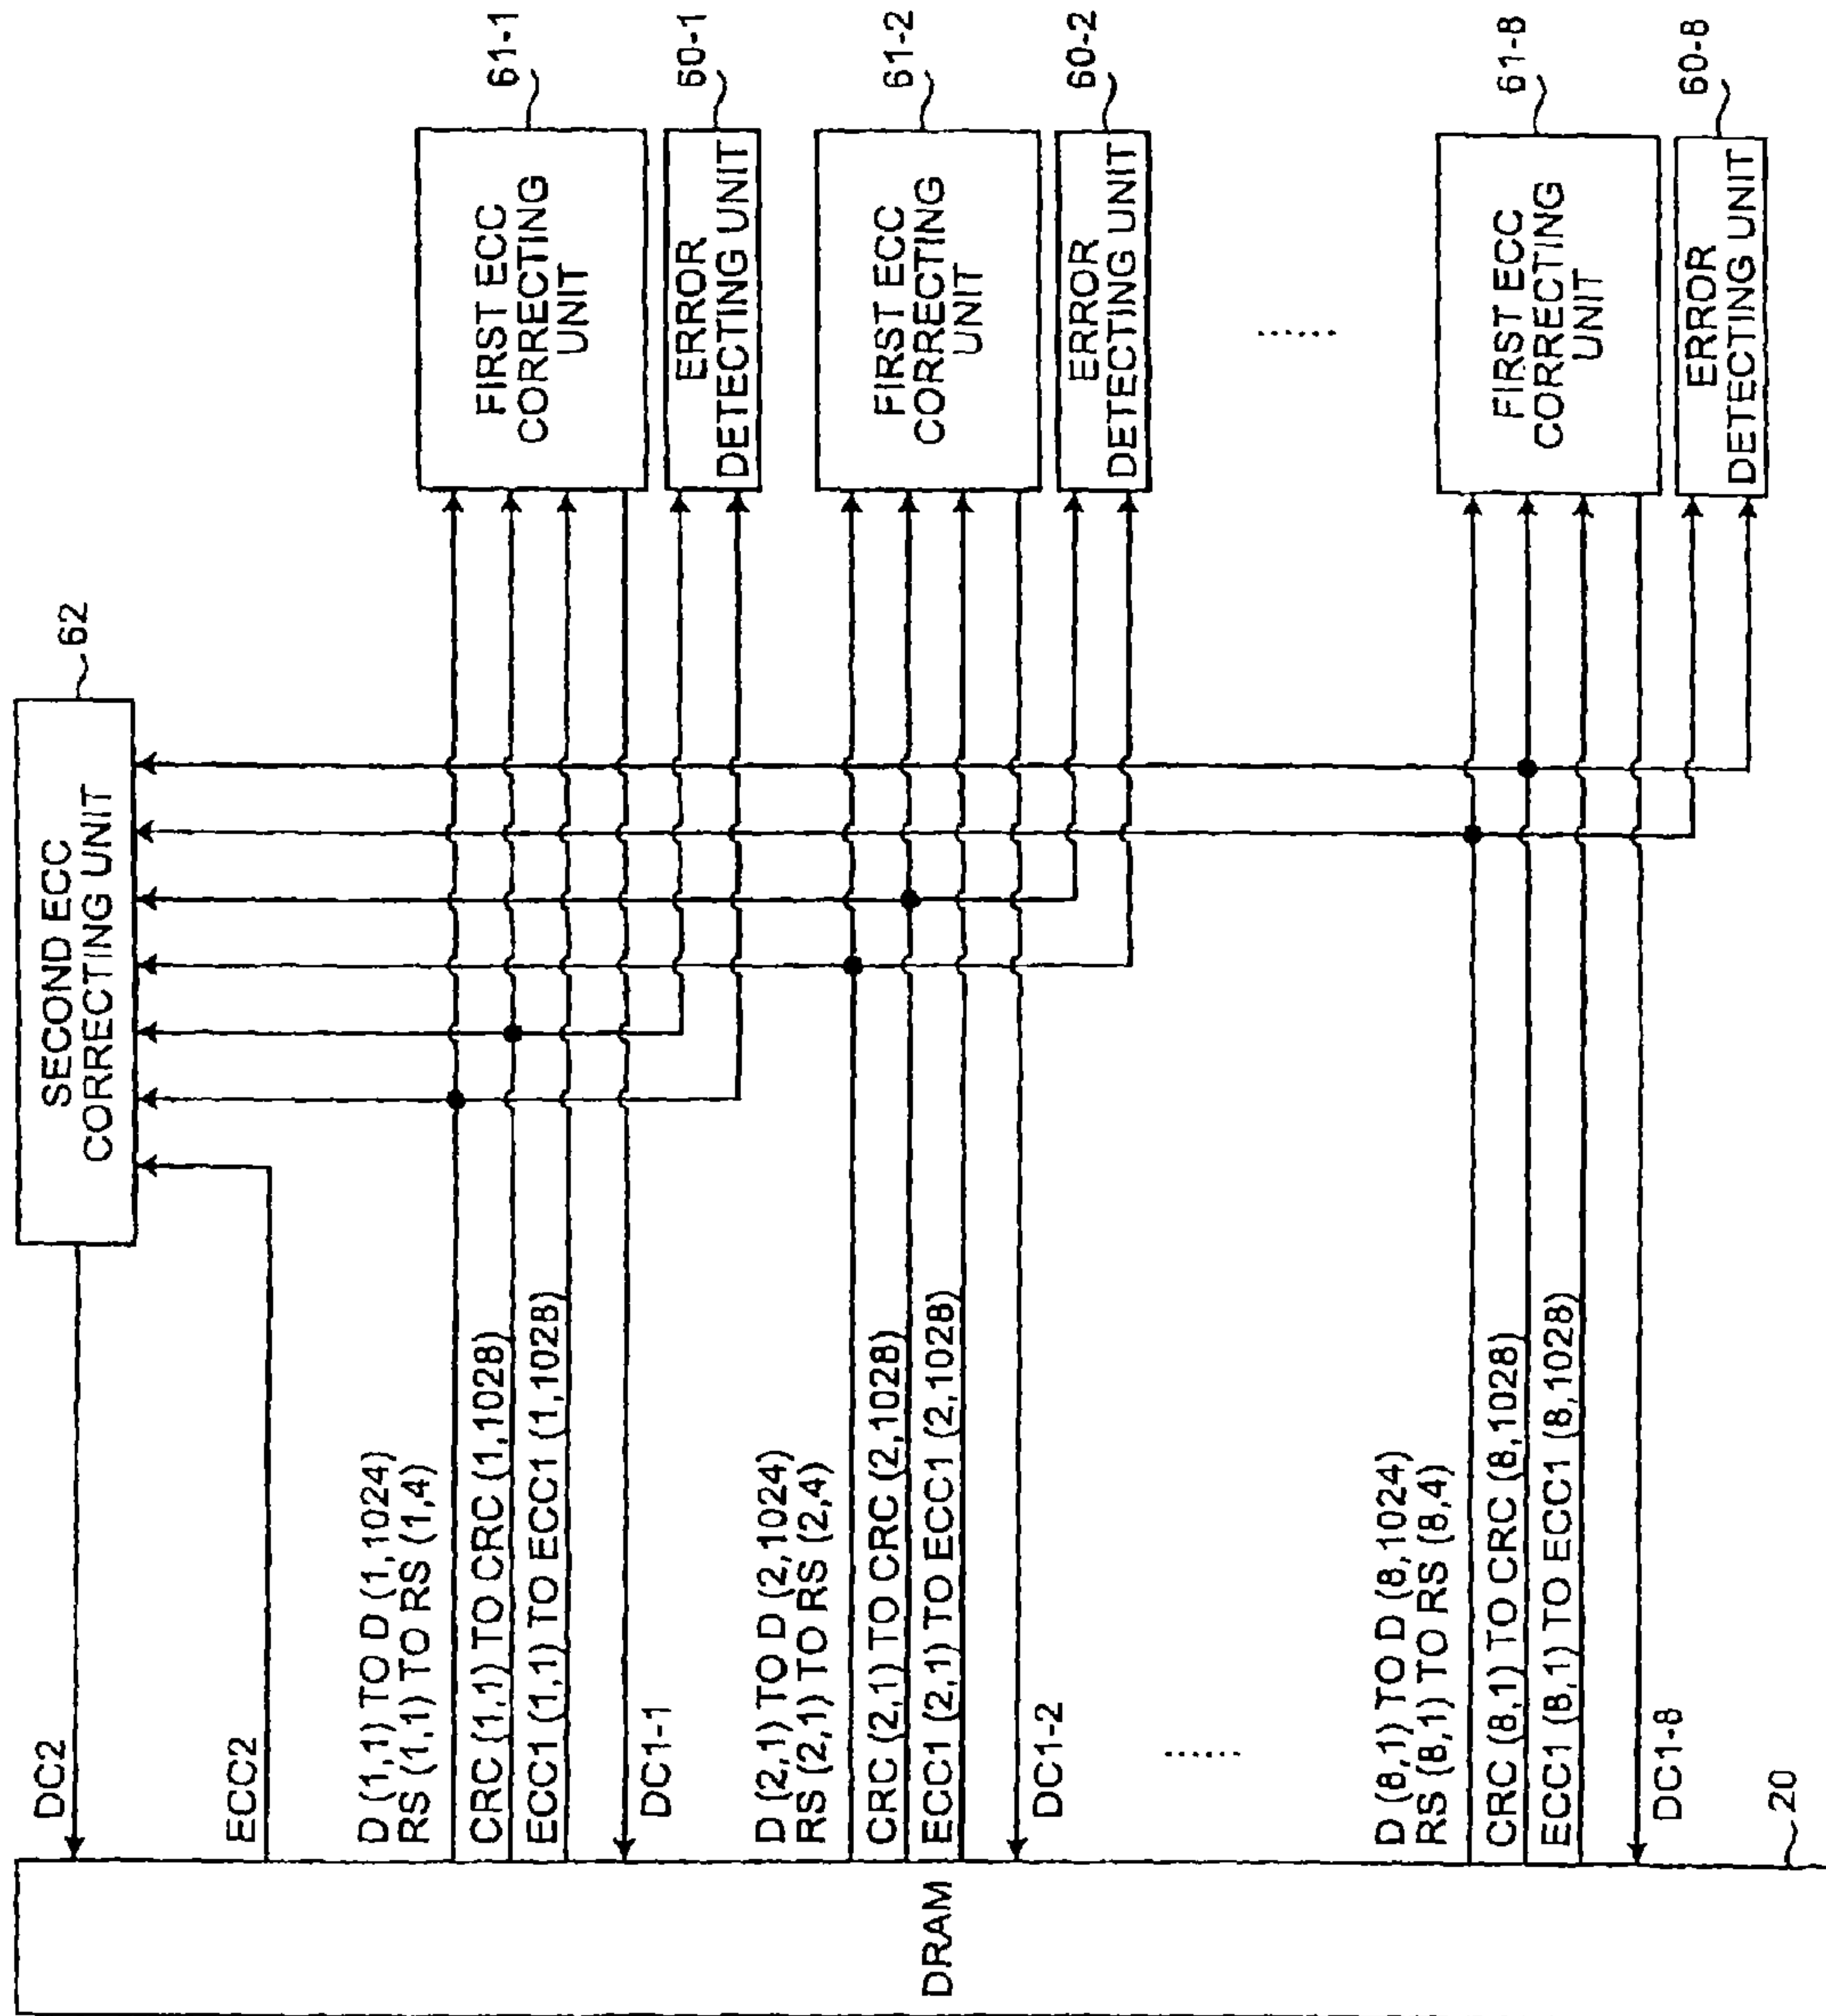 SECOND ECC
CORRECTING UNIT
62
DC2
ECC2
D (1,1) TO D (1,1024)
RS (1,1) TO RS (1,4)
CRC (1,1) TO CRC (1,1028)
ECC1 (1,1) TO ECC1 (1,1028)
DC1-1
FIRST ECC
CORRECTING
UNIT
61-1
ERROR
DETECTING UNIT
60-1
D (2,1) TO D (2,1024)
RS (2,1) TO RS (2,4)
CRC (2,1) TO CRC (2,1028)
ECC1 (2,1) TO ECC1 (2,1028)
DC1-2
FIRST ECC
CORRECTING
UNIT
61-2
ERROR
DETECTING UNIT
60-2
......
......
D (8,1) TO D (8,1024)
RS (8,1) TO RS (8,4)
CRC (8,1) TO CRC (8,1028)
ECC1 (8,1) TO ECC1 (8,1028)
DC1-8
FIRST ECC
CORRECTING
UNIT
61-8
ERROR
DETECTING UNIT
60-8
DRAM
20